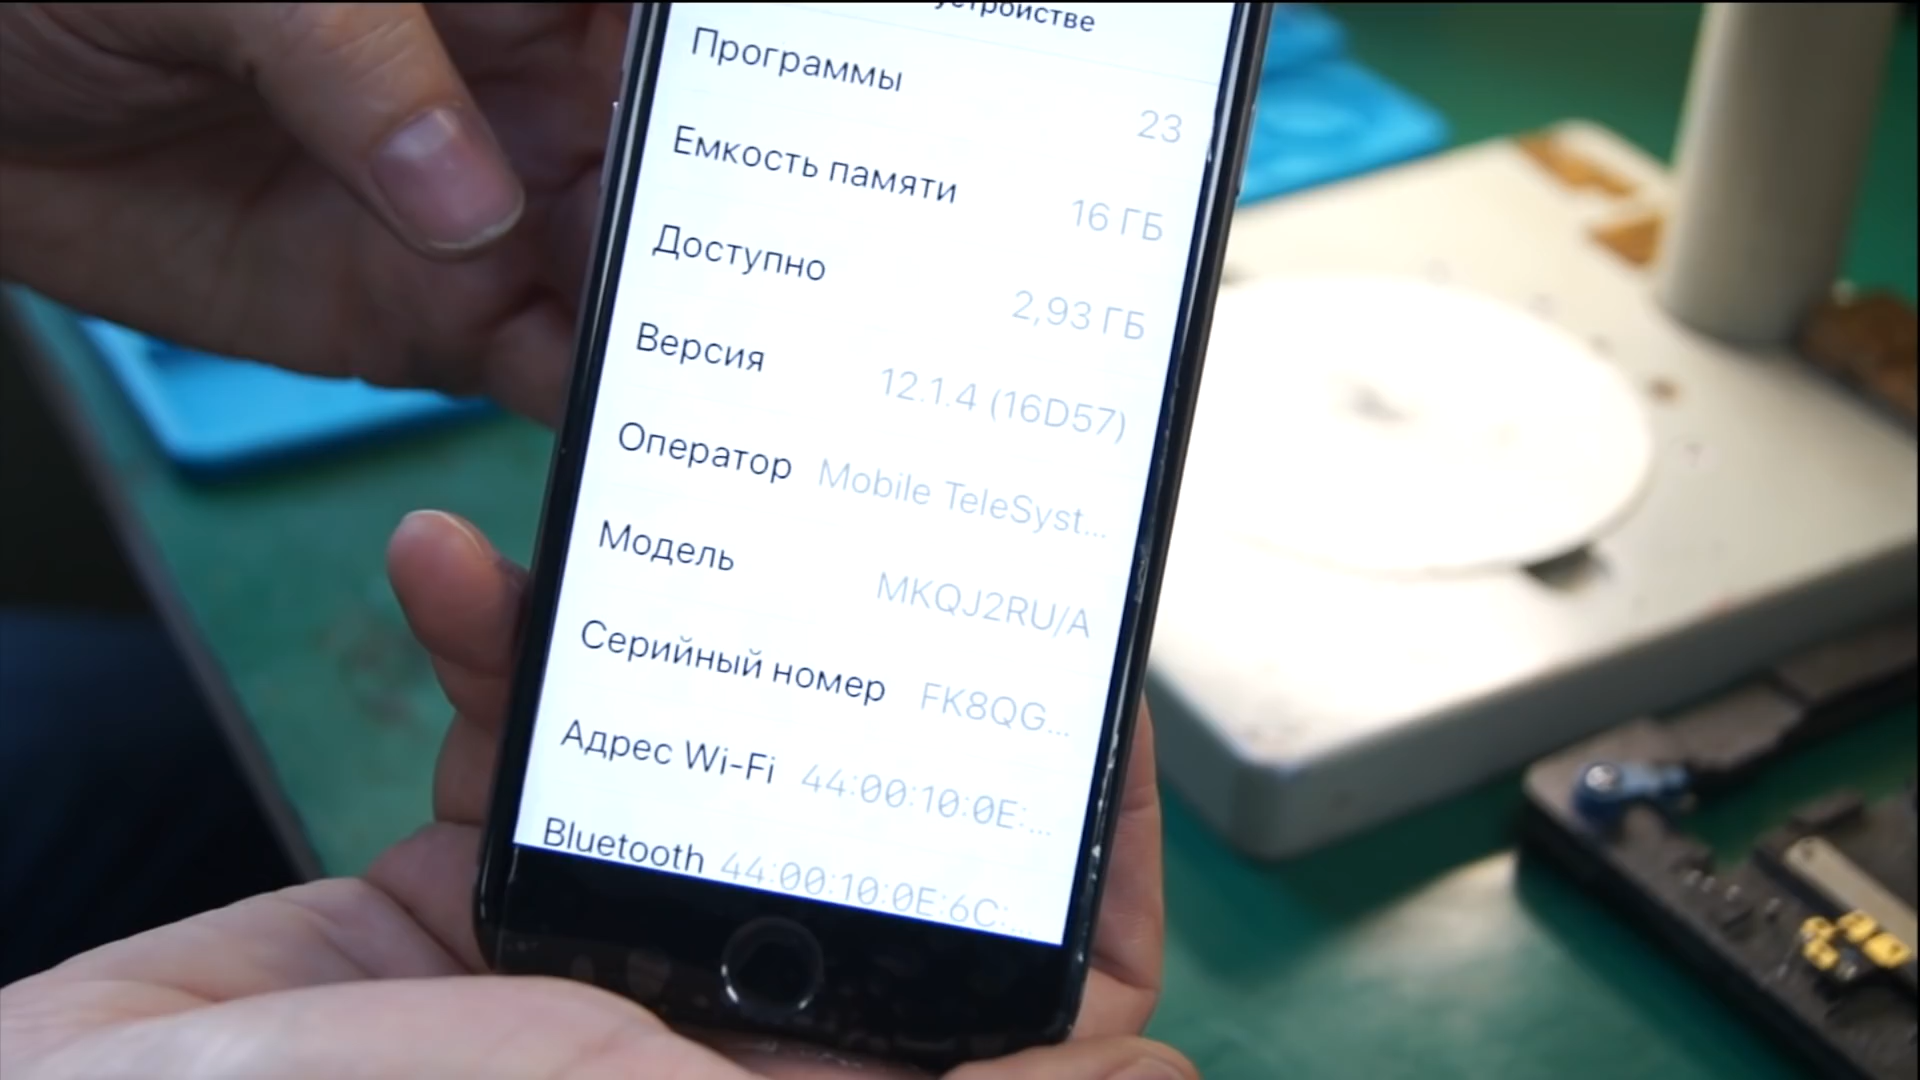 устройстве
Программы 23
Емкость памяти 16 ГБ
Доступно 2,93 ГБ
Версия 12.1.4 (16D57)
Оператор Mobile TeleSyst...
Модель MKQJ2RU/A
Серийный номер FK8QG...
Адрес Wi-Fi 44:00:10:0E:...
Bluetooth 44:00:10:0E:6C:...